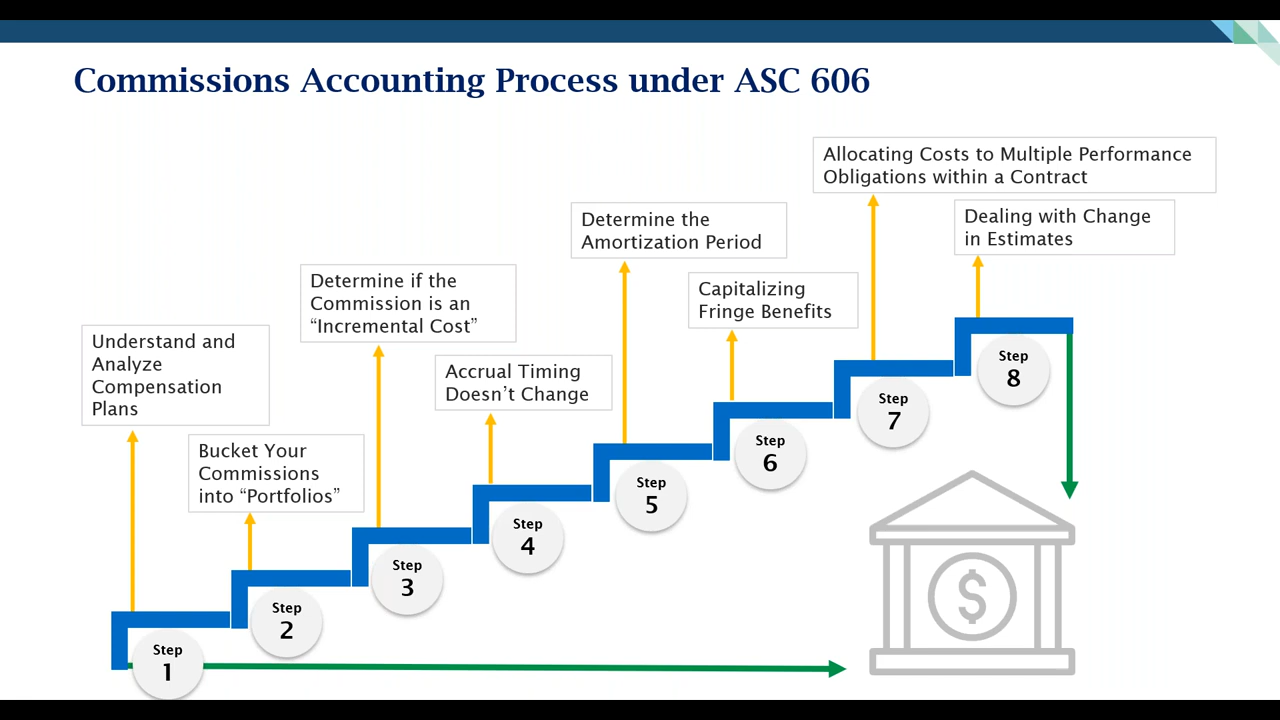 Commissions Accounting Process under ASC 606
Understand and
Analyze
Compensation
Plans
Step
1
Bucket Your
Commissions
into “Portfolios”
Step
2
Determine if the
Commission is an
“Incremental Cost”
Step
3
Accrual Timing
Doesn’t Change
Step
4
Determine the
Amortization Period
Step
5
Capitalizing
Fringe Benefits
Step
6
Allocating Costs to Multiple Performance
Obligations within a Contract
Step
7
Dealing with Change
in Estimates
Step
8
$